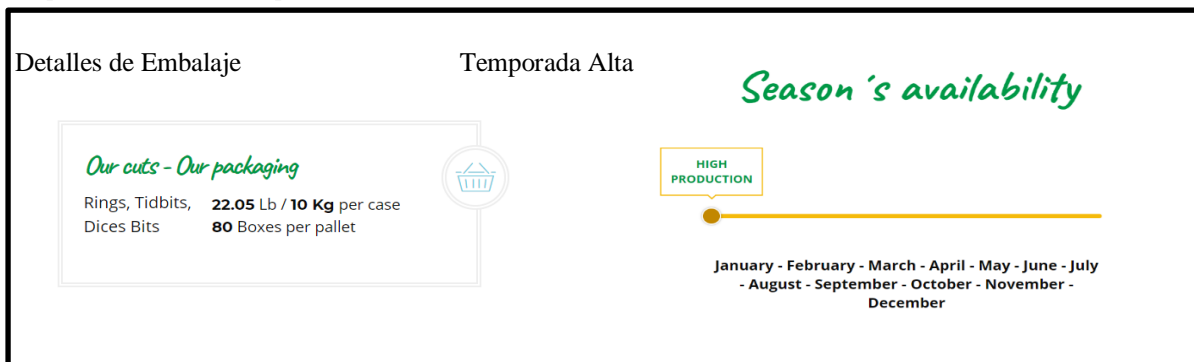 Detalles de Embalaje
Temporada Alta
Season´s availability
Our cuts - Our packaging
Rings, Tidbits, 22.05 Lb / 10 Kg per case
Dices Bits 80 Boxes per pallet
HIGH
PRODUCTION
January - February - March - April - May - June - July
- August - September - October - November -
December